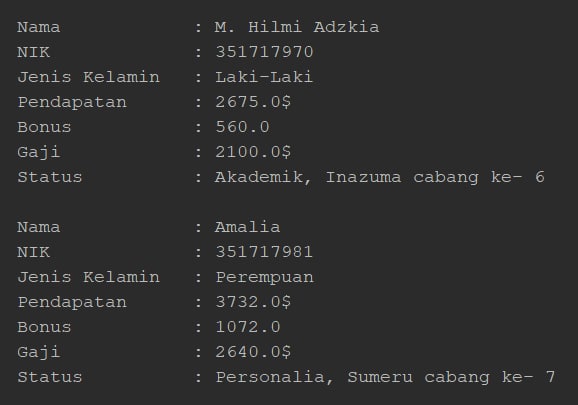 Nama : M. Hilmi Adzkia
NIK : 351717970
Jenis Kelamin : Laki-Laki
Pendapatan : 2675.0$
Bonus : 560.0
Gaji : 2100.0$
Status : Akademik, Inazuma cabang ke- 6
Nama : Amalia
NIK : 351717981
Jenis Kelamin : Perempuan
Pendapatan : 3732.0$
Bonus : 1072.0
Gaji : 2640.0$
Status : Personalia, Sumeru cabang ke- 7